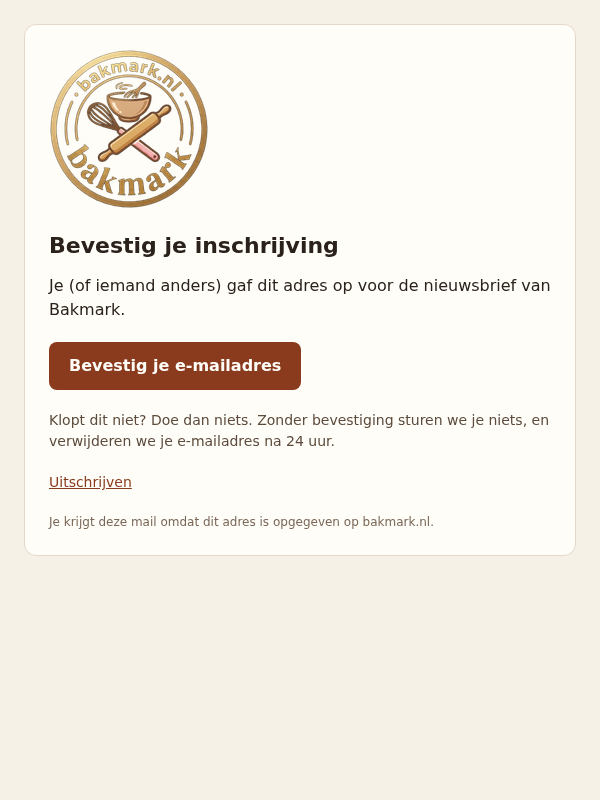 bakmark.nl
bakmark
Bevestig je inschrijving
Je (of iemand anders) gaf dit adres op voor de nieuwsbrief van
Bakmark.
Bevestig je e-mailadres
Klopt dit niet? Doe dan niets. Zonder bevestiging sturen we je niets, en
verwijderen we je e-mailadres na 24 uur.
Uitschrijven
Je krijgt deze mail omdat dit adres is opgegeven op bakmark.nl.